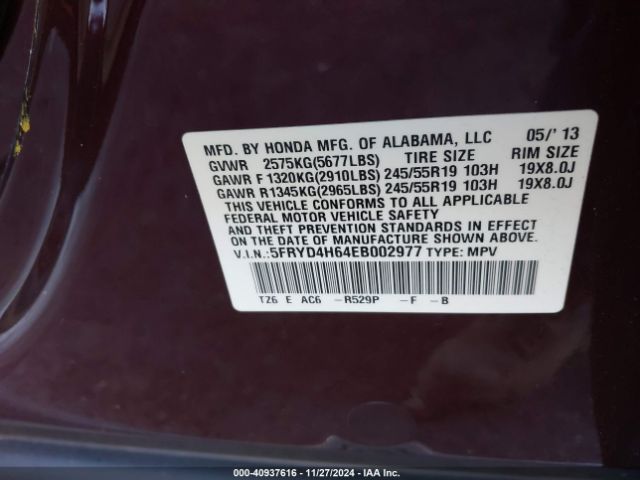 MFD. BY HONDA MFG. OF ALABAMA, LLC 05/' 13
GVWR 2575KG(5677LBS) TIRE SIZE RIM SIZE
GAWR F 1320KG(2910LBS) 245/55R19 103H 19X8.0J
GAWR R1345KG(2965LBS) 245/55R19 103H 19X8.0J
THIS VEHICLE CONFORMS TO ALL APPLICABLE
FEDERAL MOTOR VEHICLE SAFETY
AND THEFT PREVENTION STANDARDS IN EFFECT
ON THE DATE OF MANUFACTURE SHOWN ABOVE.
V.I.N.:5FRYD4H64EB002977 TYPE: MPV
TZ6 E AC6 -R529P -F -B
000-40937616 - 11/27/2024 - IAA Inc.